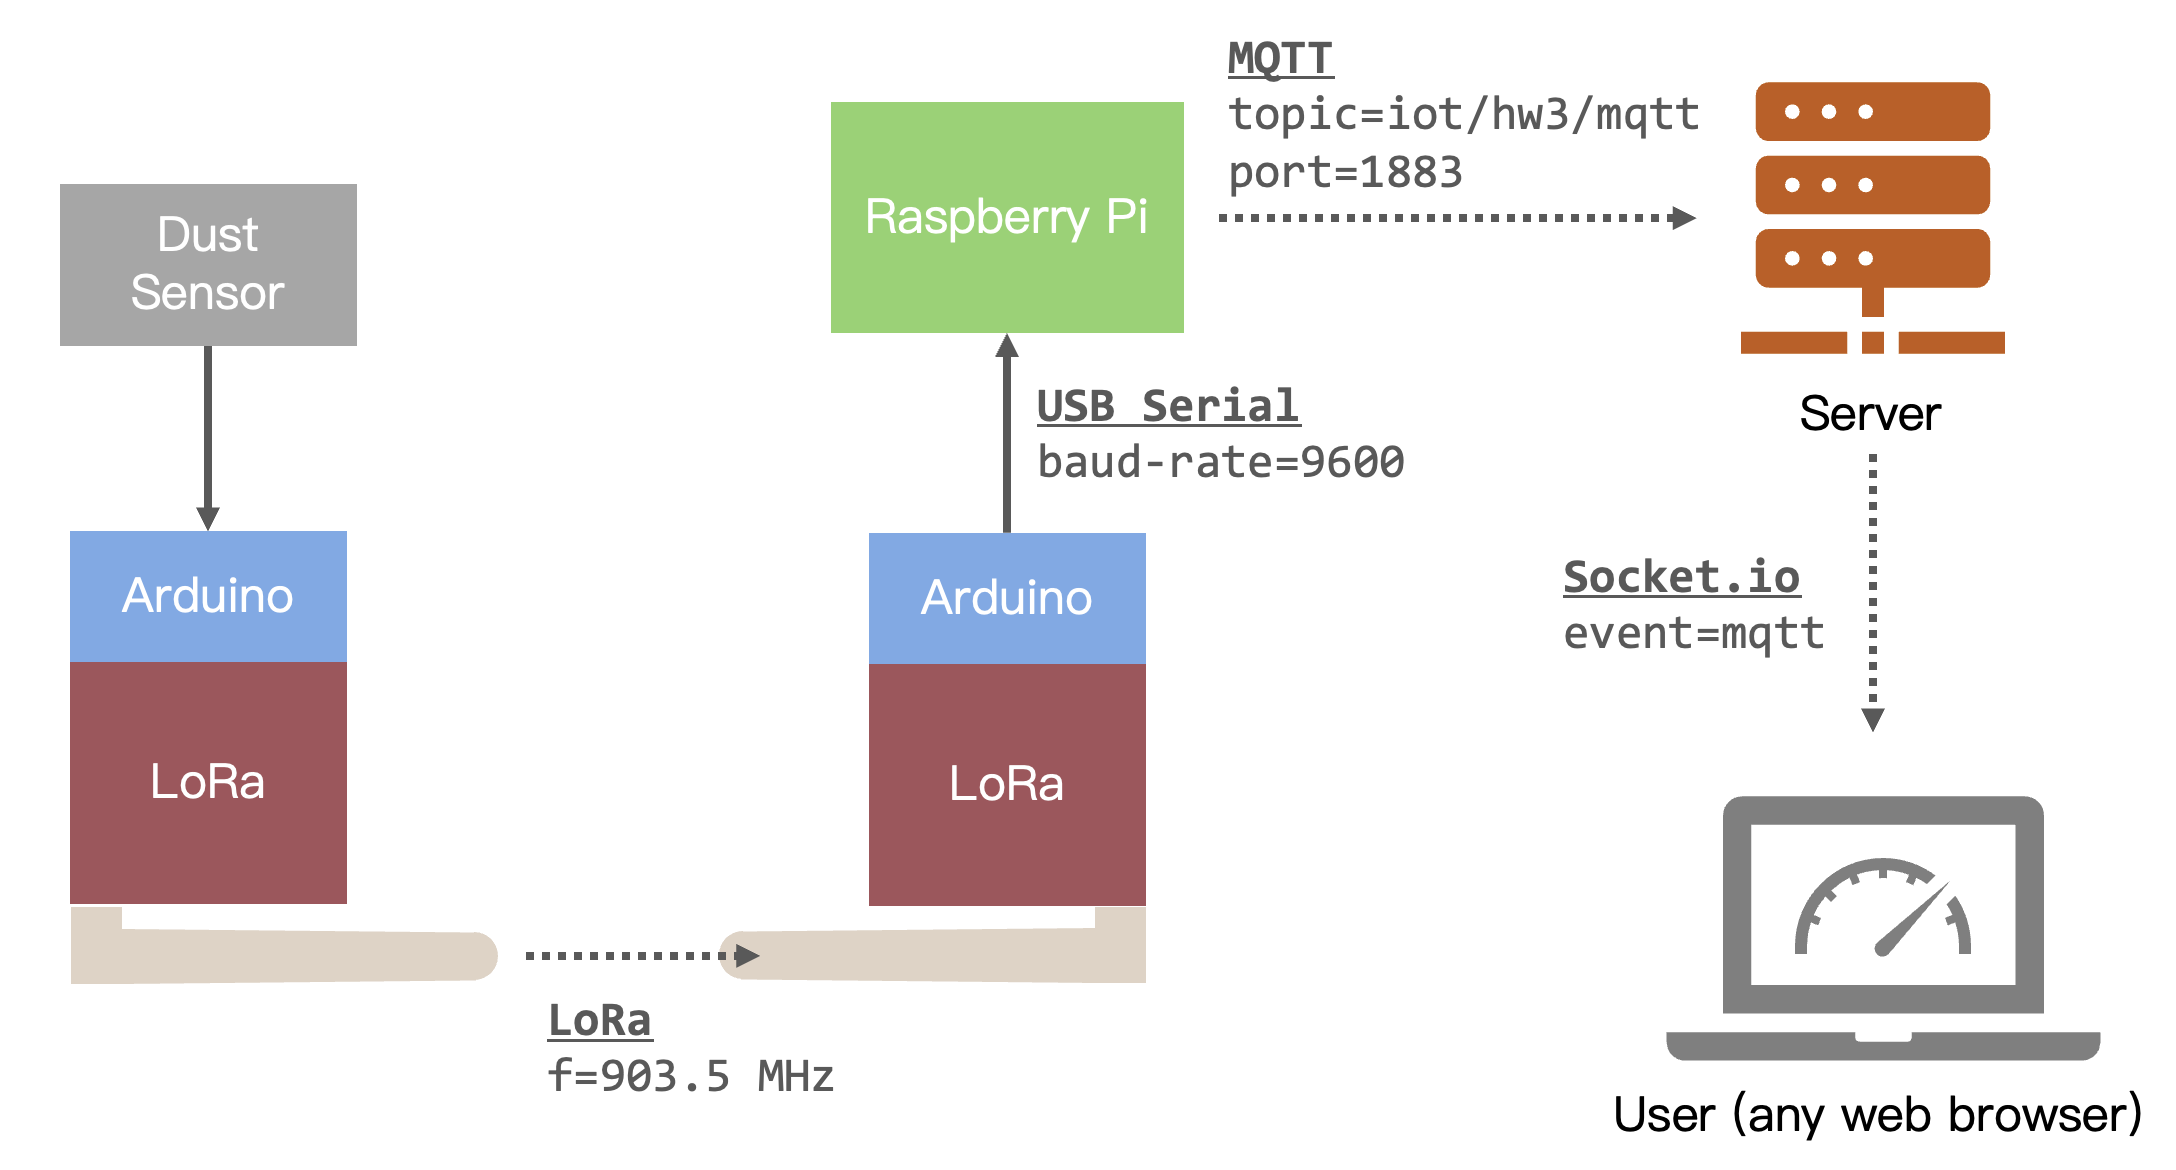 Dust
Sensor
Arduino
LoRa
LoRa
f=903.5 MHz
Arduino
LoRa
USB Serial
baud-rate=9600
Raspberry Pi
MQTT
topic=iot/hw3/mqtt
port=1883
Server
Socket.io
event=mqtt
User (any web browser)